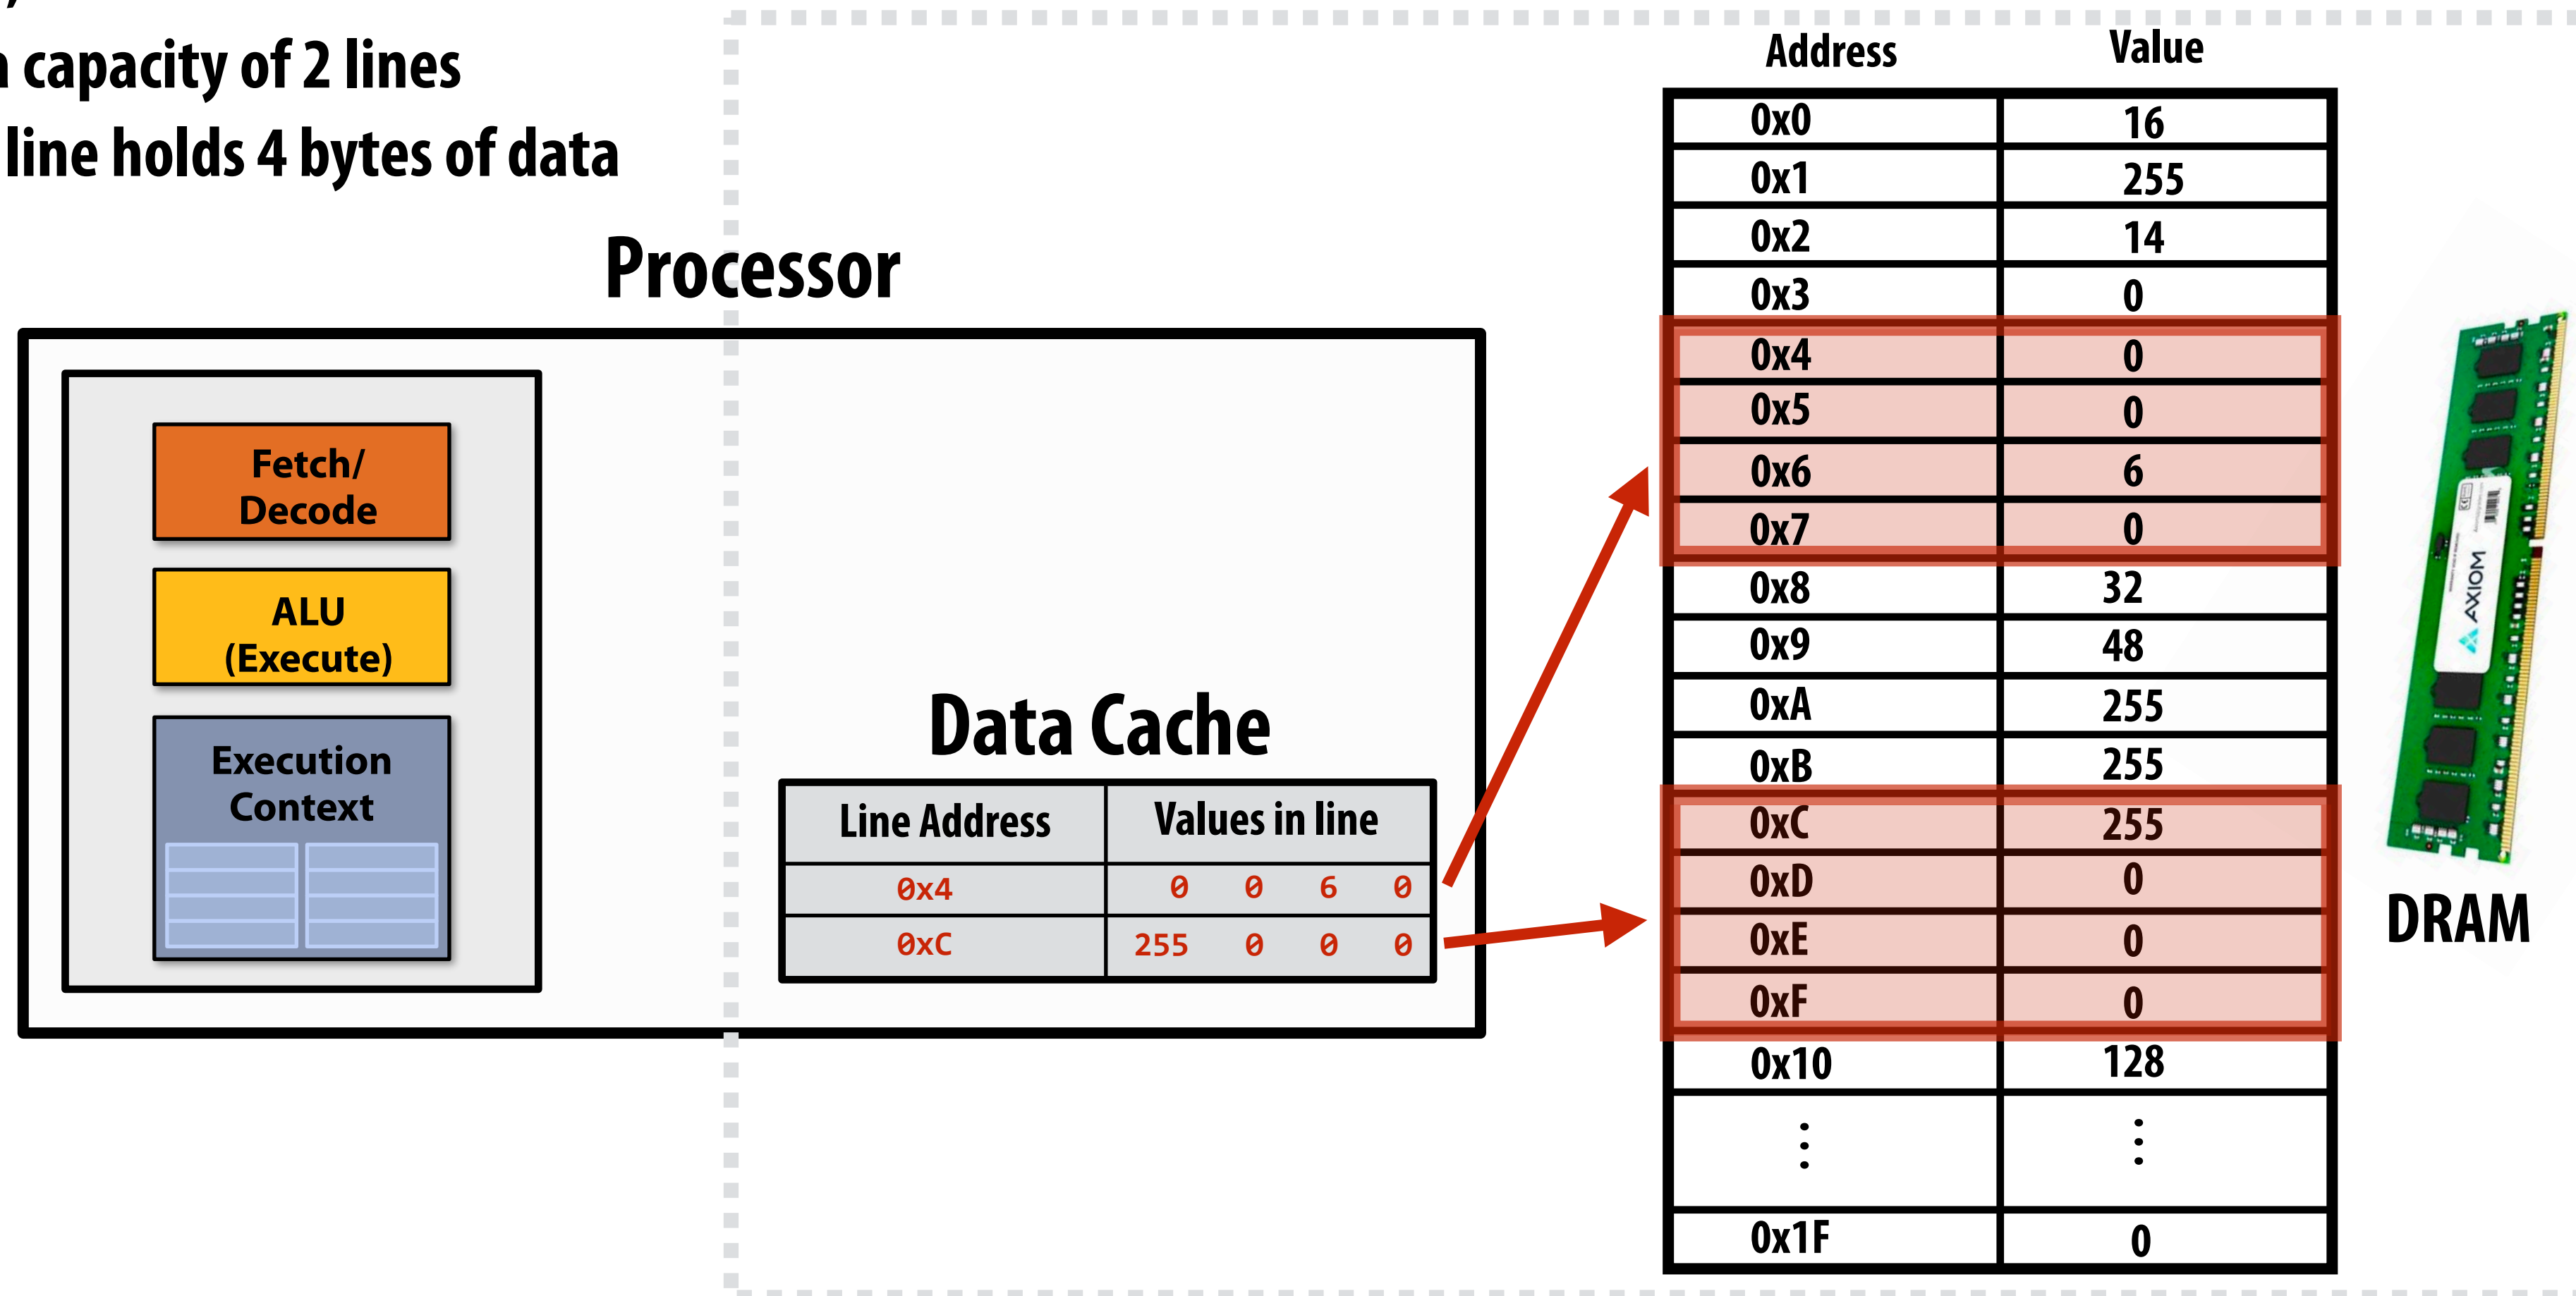 a capacity of 2 lines
line holds 4 bytes of data
Processor
Fetch/
Decode
ALU
(Execute)
Execution
Context
Data Cache
Line Address Values in line
0x4 0 0 6 0
0xC 255 0 0 0
Address Value
0x0 16
0x1 255
0x2 14
0x3 0
0x4 0
0x5 0
0x6 6
0x7 0
0x8 32
0x9 48
0xA 255
0xB 255
0xC 255
0xD 0
0xE 0
0xF 0
0x10 128
⋮ ⋮
0x1F 0
AXIOM
DRAM